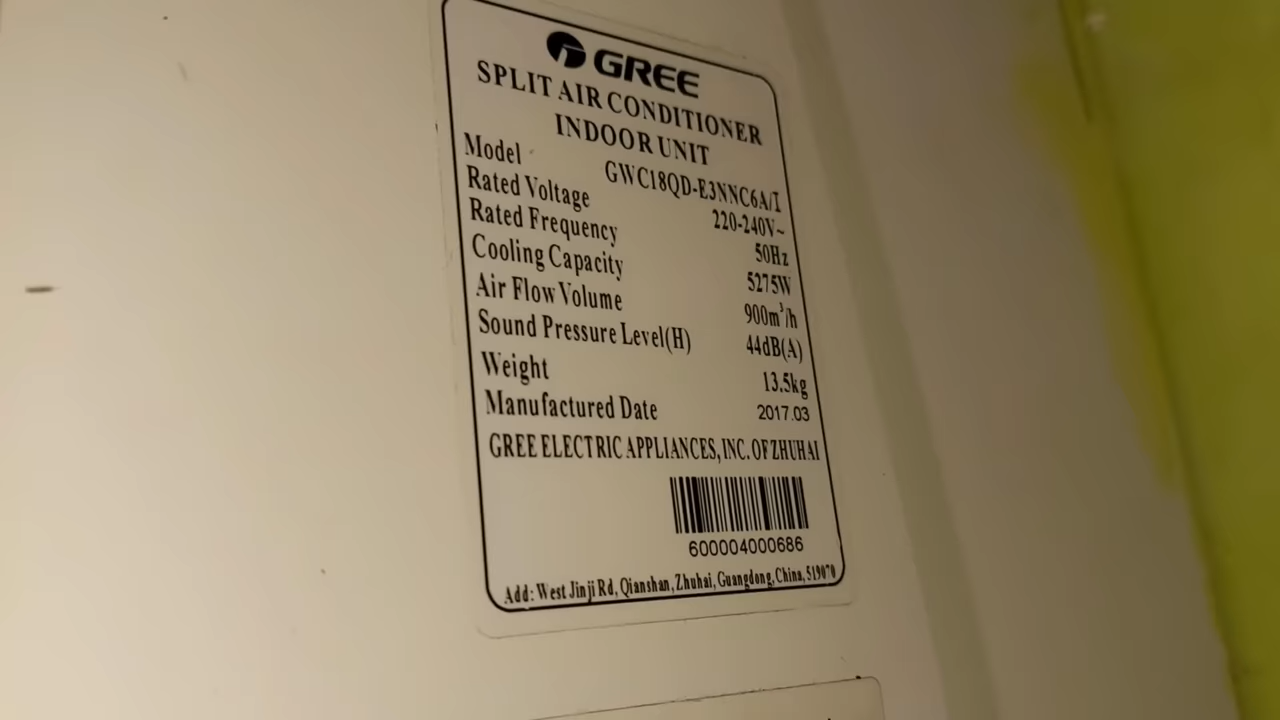 GREE
SPLIT AIR CONDITIONER
INDOOR UNIT
Model GWC18QD-E3NNC6A/I
Rated Voltage 220-240V~
Rated Frequency 50Hz
Cooling Capacity 5275W
Air Flow Volume 900m³/h
Sound Pressure Level(H) 44dB(A)
Weight 13.5kg
Manufactured Date 2017.03
GREE ELECTRIC APPLIANCES, INC. OF ZHUHAI
600004000686
Add: West Jinji Rd, Qianshan, Zhuhai, Guangdong, China, 519070